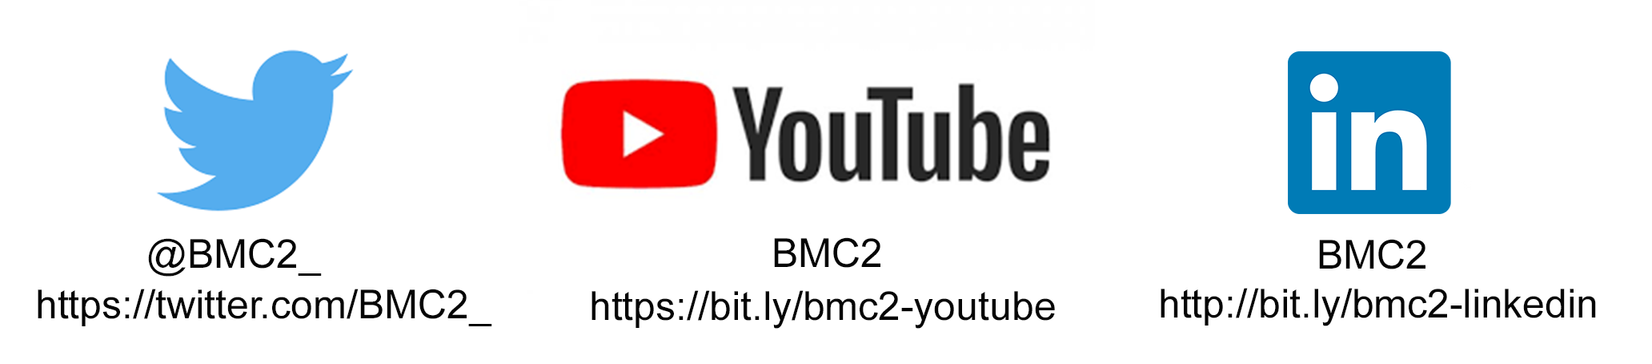 YouTube
in
@BMC2_
https://twitter.com/BMC2_
BMC2
https://bit.ly/bmc2-youtube
BMC2
http://bit.ly/bmc2-linkedin